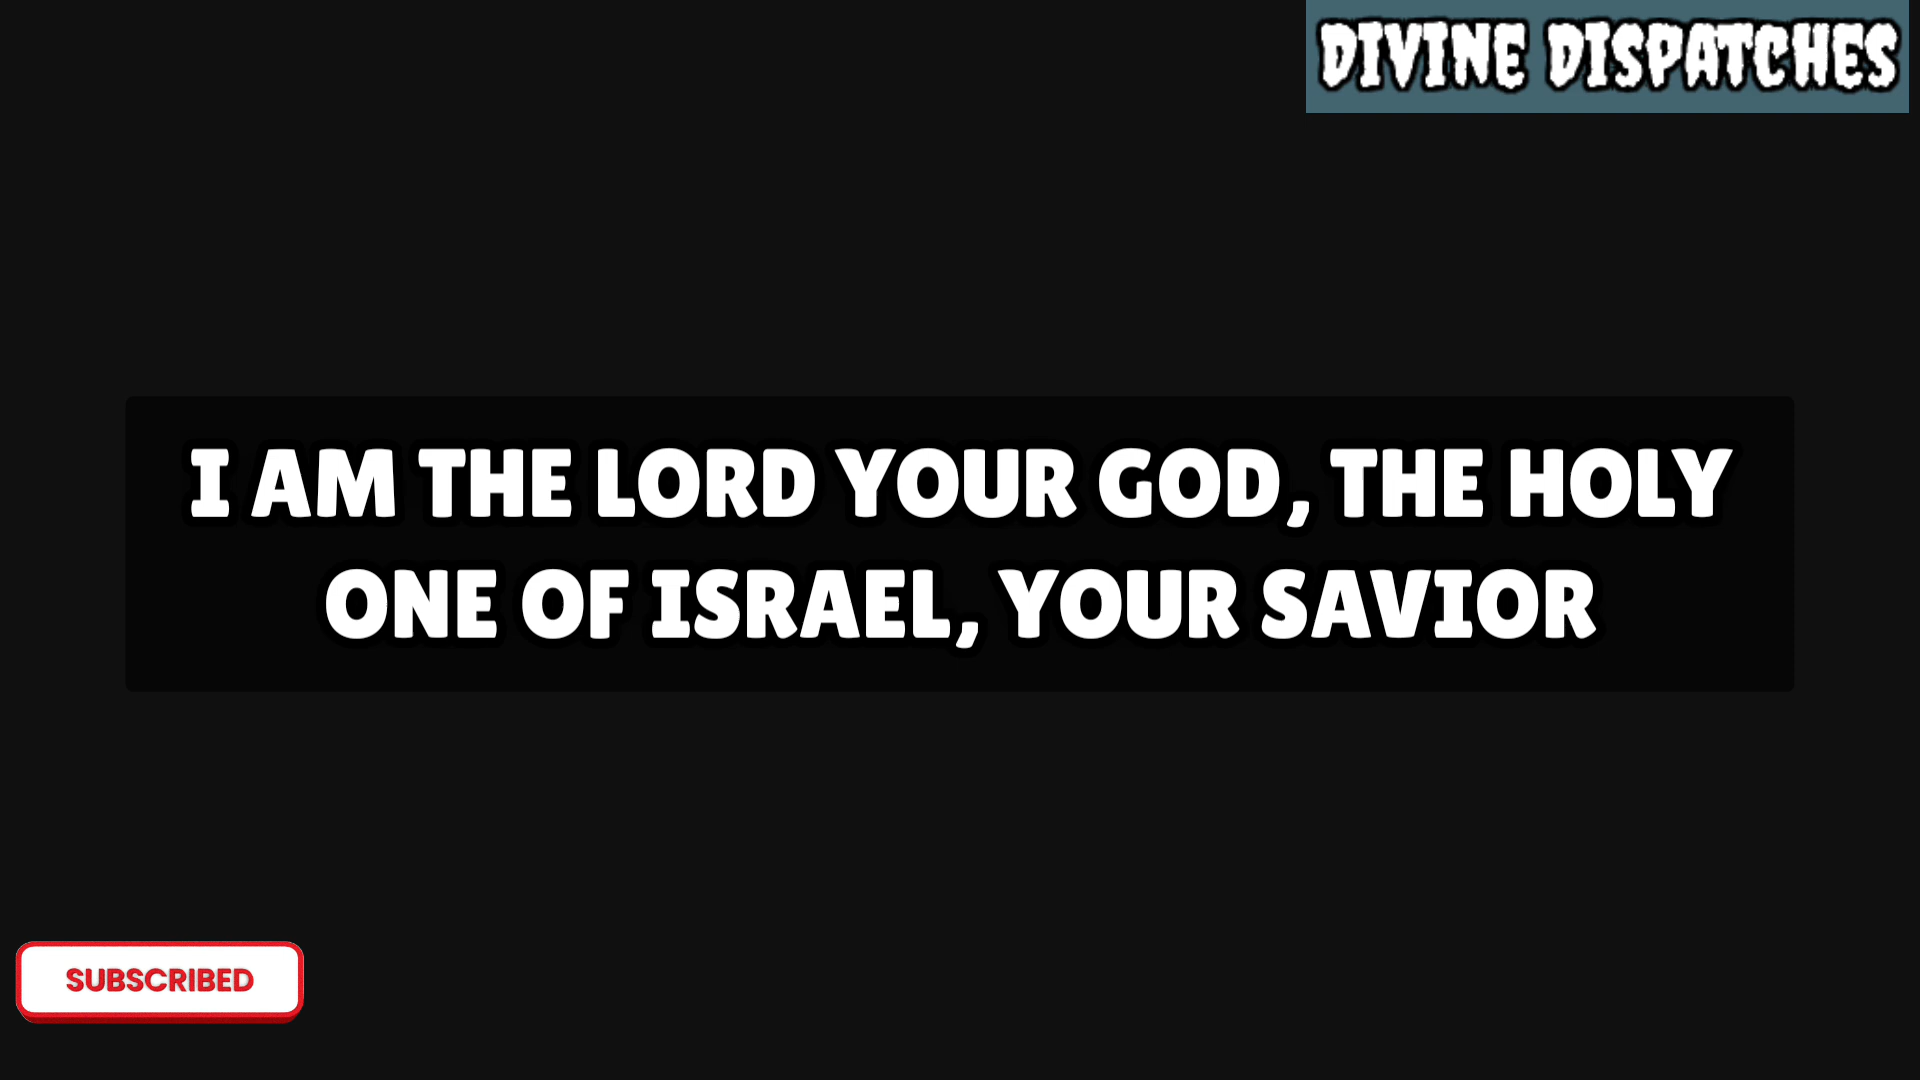 DIVINE DISPATCHES
I AM THE LORD YOUR GOD, THE HOLY
ONE OF ISRAEL, YOUR SAVIOR
SUBSCRIBED